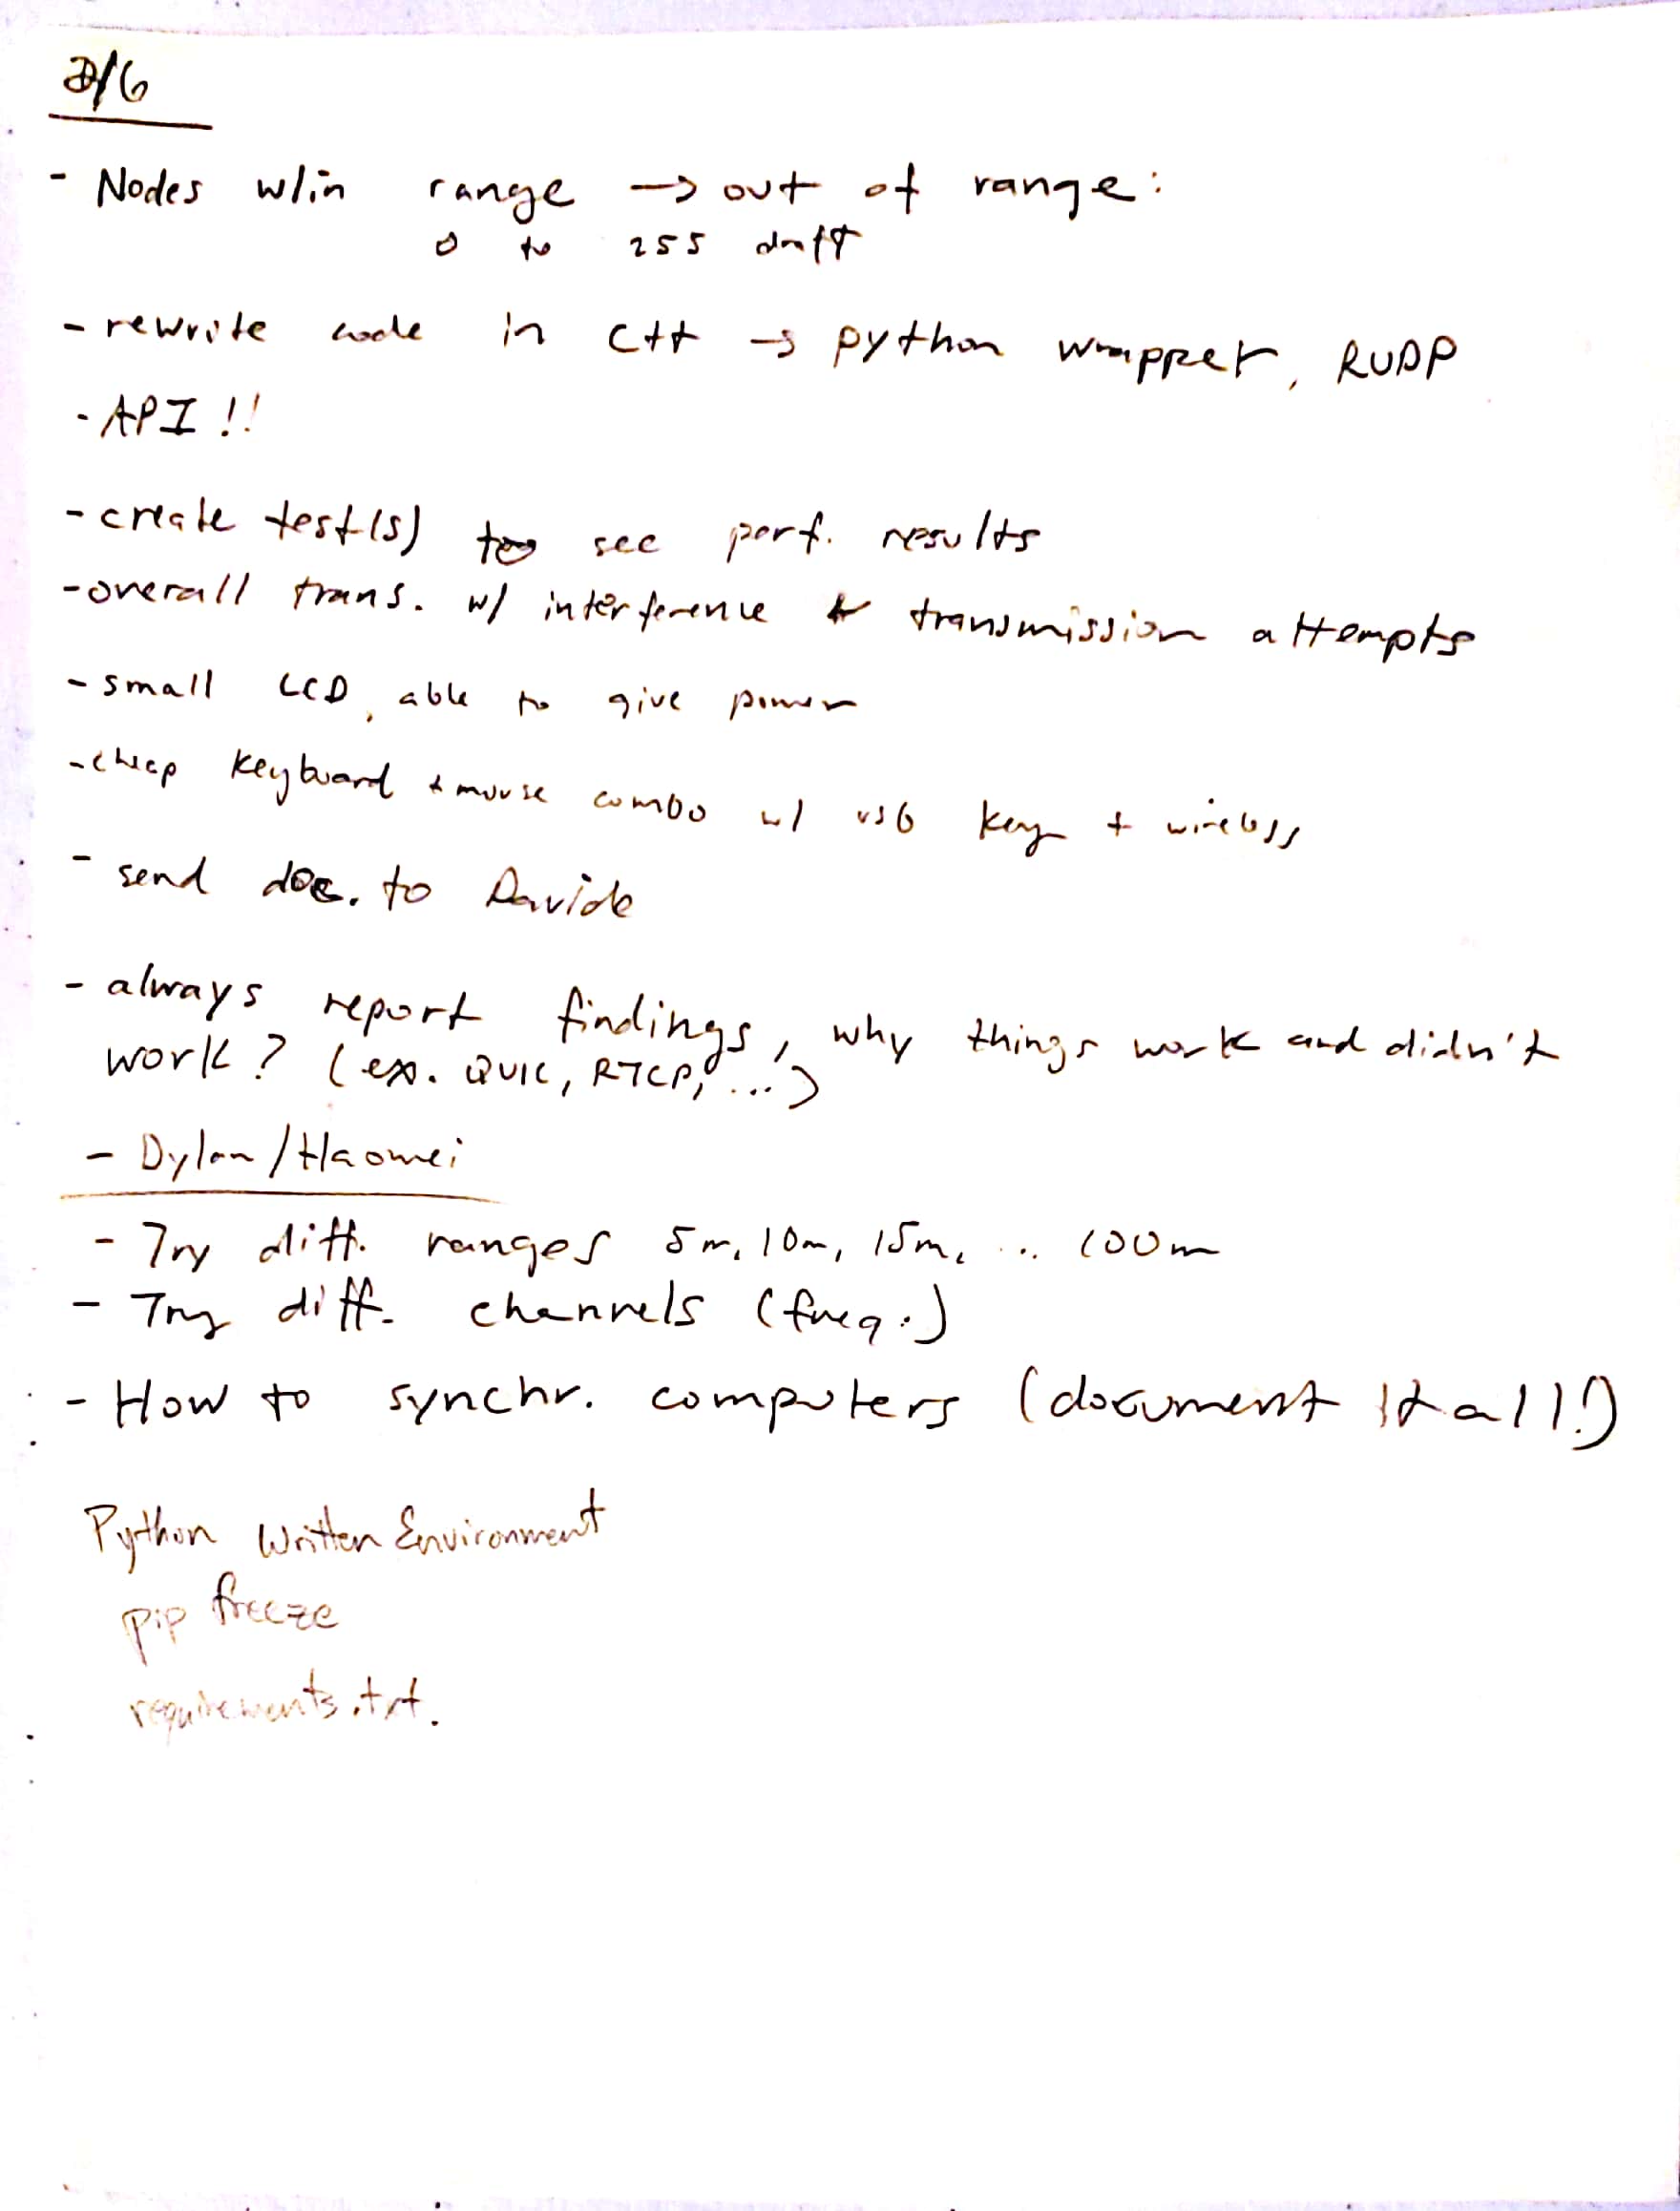 2/6
- Nodes w/in range → out of range:
0 to 255 draft
- rewrite code in C++ → python wrapper, RUDP
- API !!
- create test(s) to see perf. results
- overall trans. w/ interference & transmission attempts
- small LCD, able to give power
- cheap keyboard + mouse combo w/ usb key + wireless
- send doc. to Davide
- always report findings, why things work and didn't
work? (ex. QUIC, RTCP, ...)
- Dylan/Haomei
- Try diff. ranges 5m, 10m, 15m, ... 100m
- Try diff. channels (freq.)
- How to synchr. computers (document it all!)
Python Written Environment
pip freeze
requirements.txt.